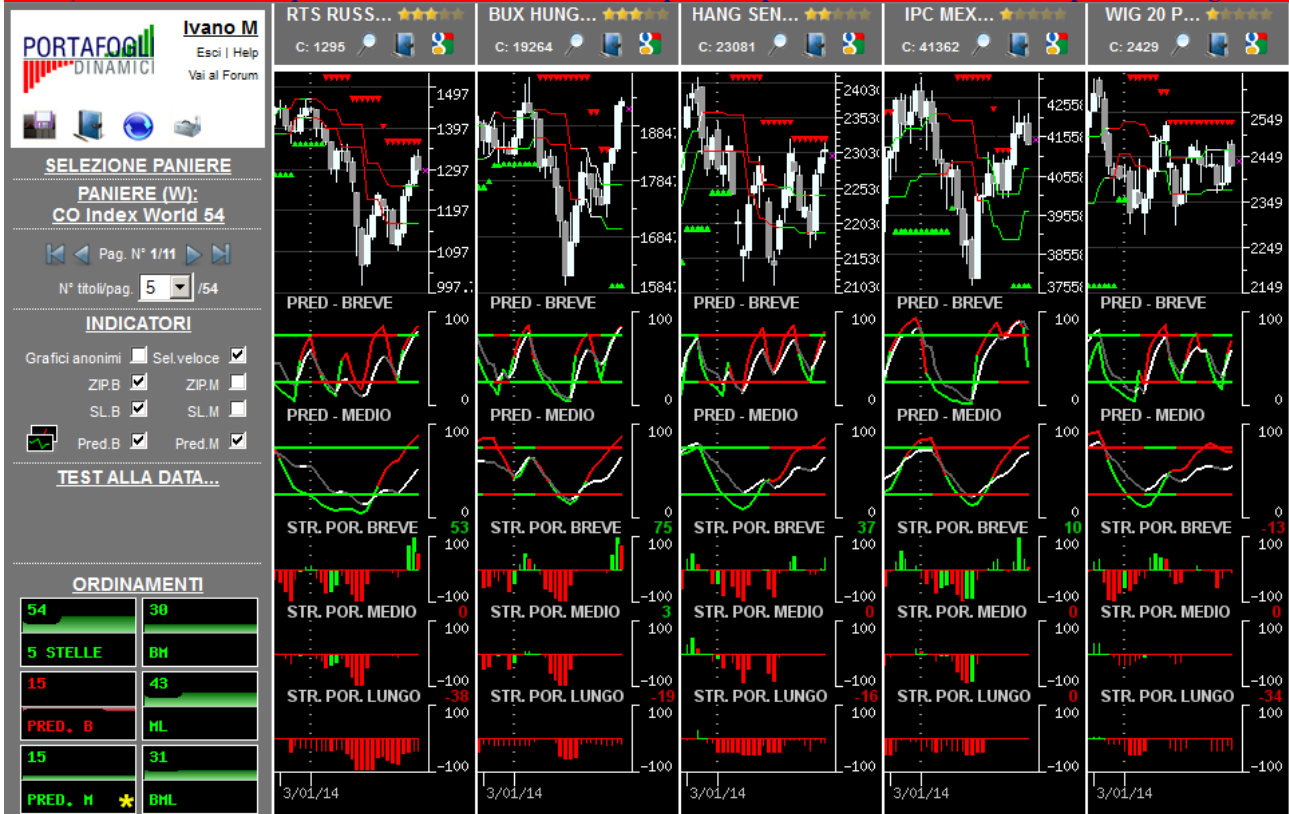 PORTAFOGLI
DINAMICI
Ivano M
Esci | Help
Vai al Forum
SELEZIONE PANIERE
PANIERE (W):
CO Index World 54
Pag. N° 1/11
N° titoli/pag. 5 /54
INDICATORI
Grafici anonimi Sel.veloce
ZIP.B ZIP.M
SL.B SL.M
Pred.B Pred.M
TEST ALLA DATA...
ORDINAMENTI
54 30
5 STELLE BM
15 43
PRED. B ML
15 31
PRED. M BML
RTS RUSS...
C: 1295
1497
1397
1297
1197
1097
997.
PRED - BREVE
100
0
PRED - MEDIO
100
0
STR. POR. BREVE 53
100
-100
STR. POR. MEDIO 0
100
-100
STR. POR. LUNGO -38
100
-100
3/01/14
BUX HUNG...
C: 19264
1884
1784
1684
1584
PRED - BREVE
100
0
PRED - MEDIO
100
0
STR. POR. BREVE 75
100
-100
STR. POR. MEDIO 3
100
-100
STR. POR. LUNGO -19
100
-100
3/01/14
HANG SEN...
C: 23081
2403
2353
2303
2253
2203
2153
2103
PRED - BREVE
100
0
PRED - MEDIO
100
0
STR. POR. BREVE 37
100
-100
STR. POR. MEDIO 0
100
-100
STR. POR. LUNGO -16
100
-100
3/01/14
IPC MEX...
C: 41362
4255
4155
4055
3955
3855
3755
PRED - BREVE
100
0
PRED - MEDIO
100
0
STR. POR. BREVE 10
100
-100
STR. POR. MEDIO 0
100
-100
STR. POR. LUNGO 0
100
-100
3/01/14
WIG 20 P...
C: 2429
2549
2449
2349
2249
2149
PRED - BREVE
100
0
PRED - MEDIO
100
0
STR. POR. BREVE -13
100
-100
STR. POR. MEDIO 0
100
-100
STR. POR. LUNGO -34
100
-100
3/01/14